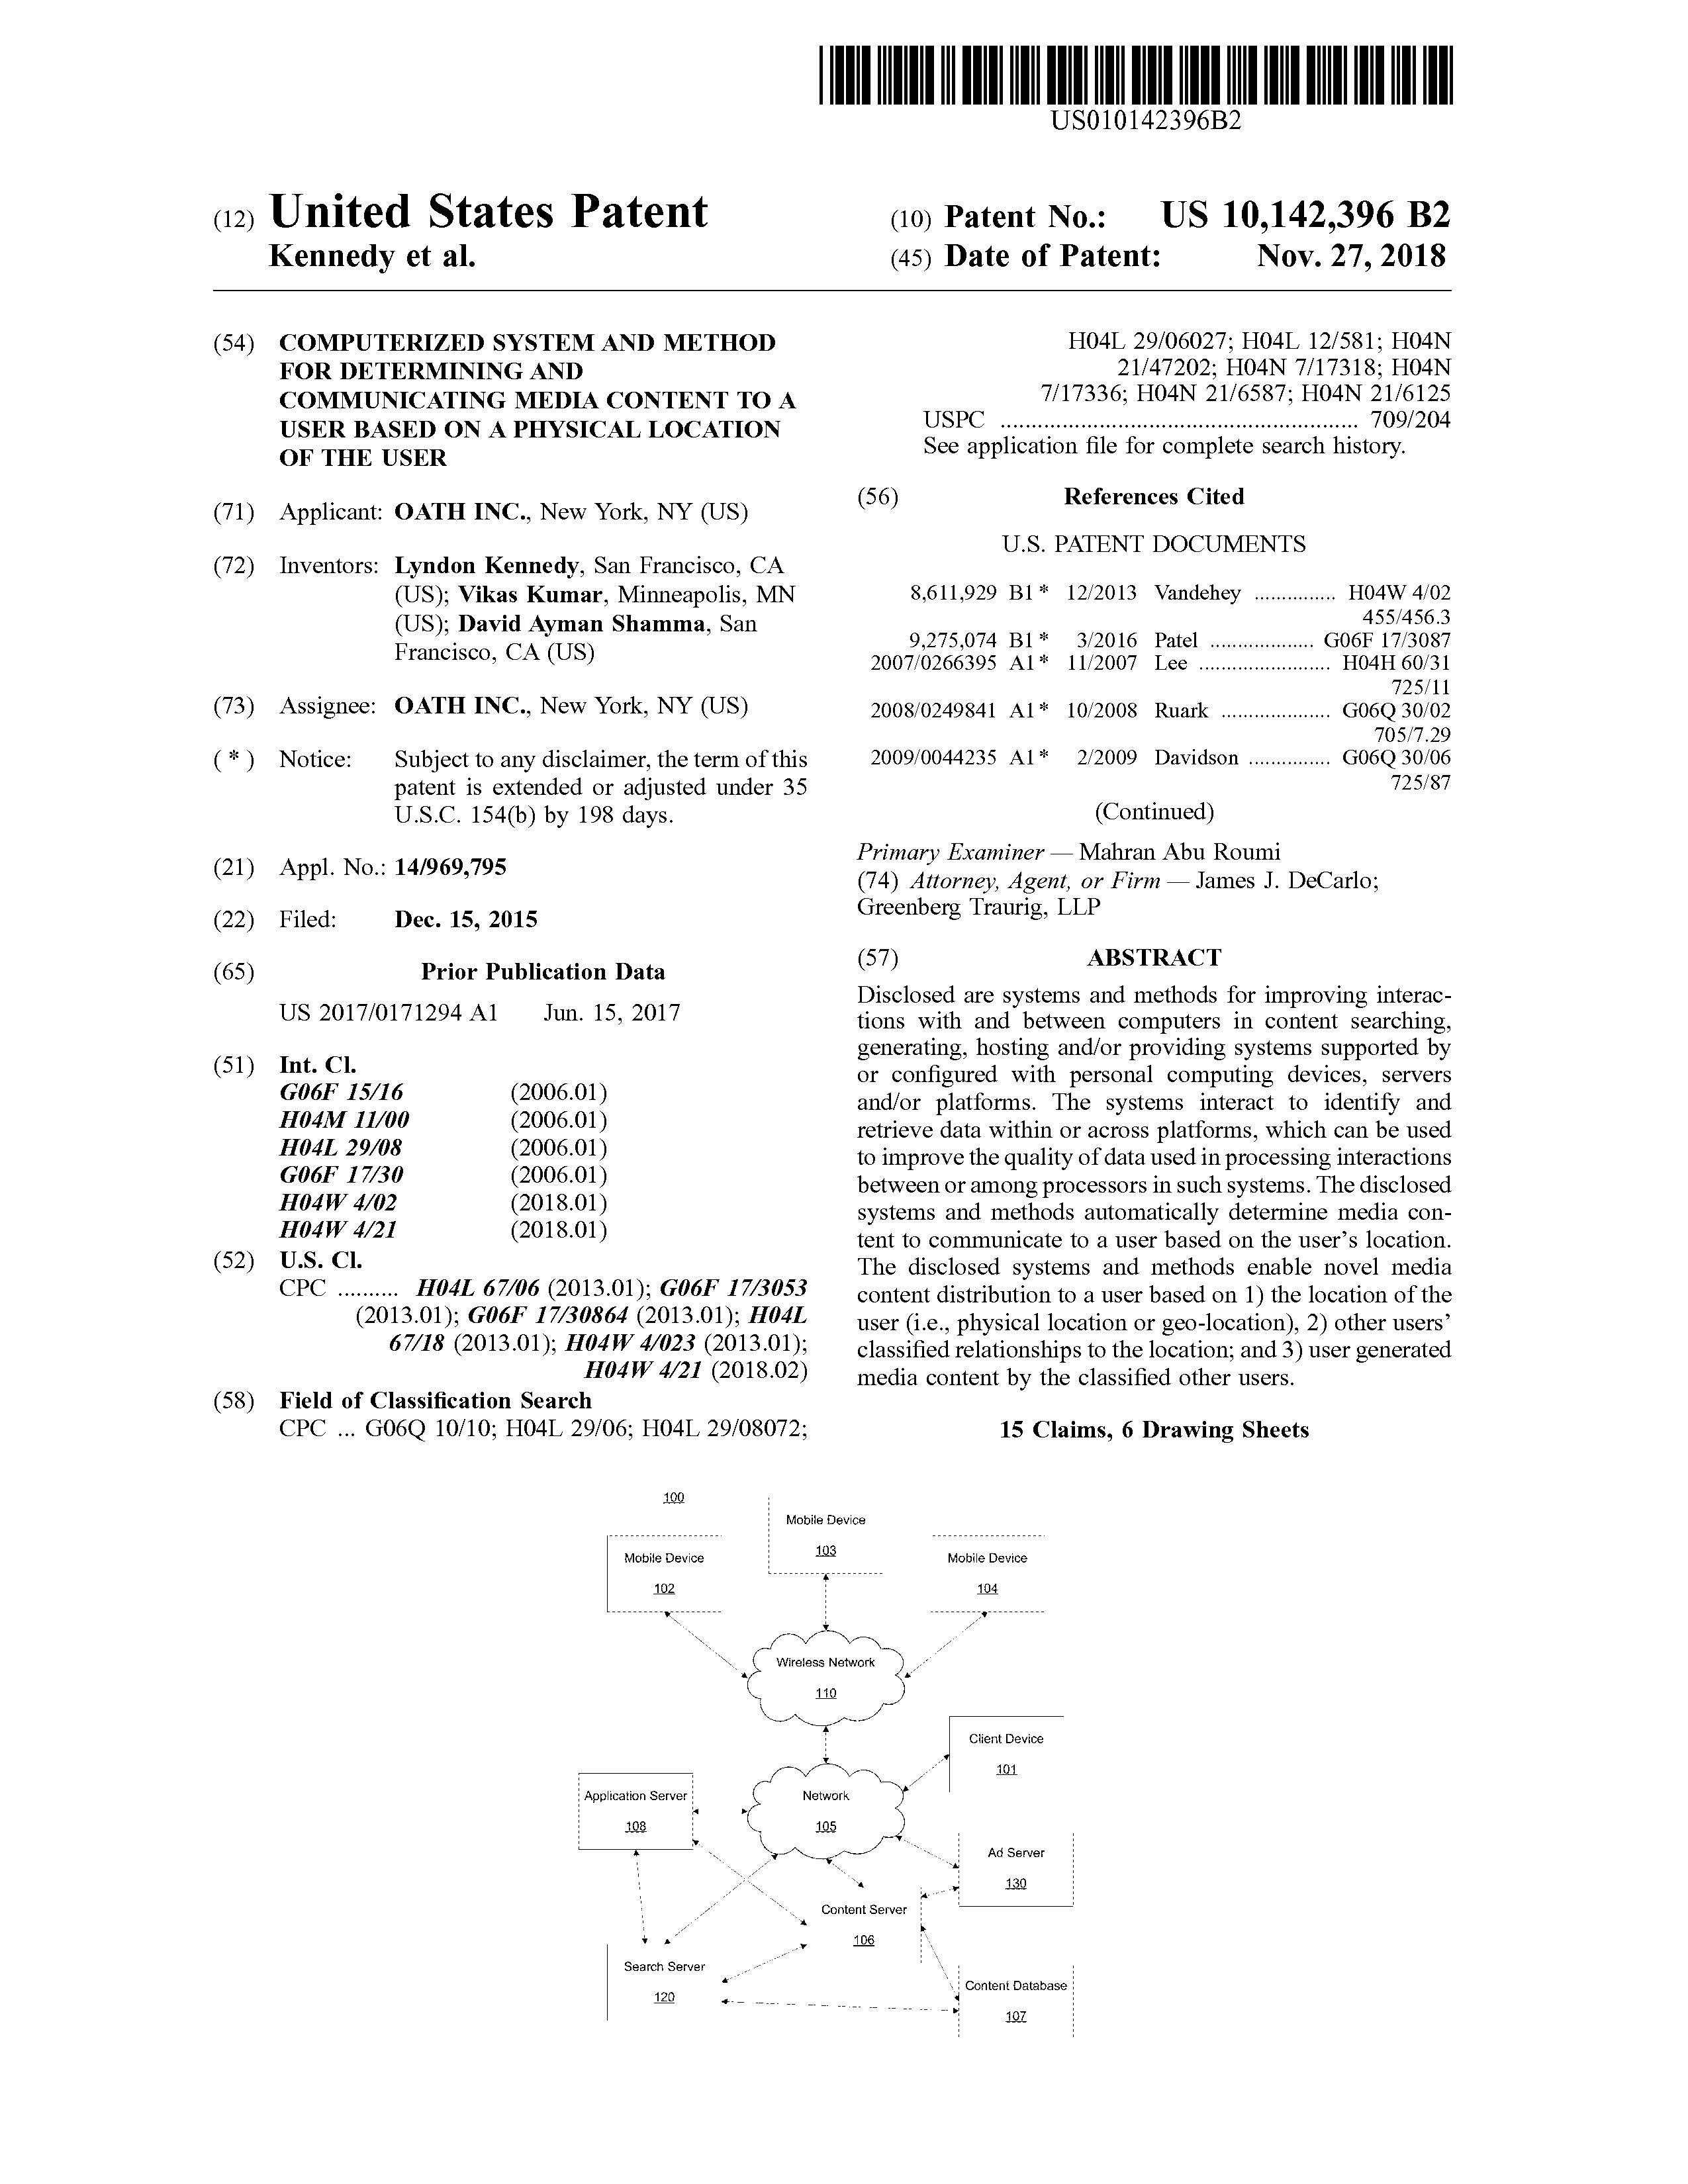 US010142396B2
(12) United States Patent
Kennedy et al.
(10) Patent No.: US 10,142,396 B2
(45) Date of Patent: Nov. 27, 2018
(54) COMPUTERIZED SYSTEM AND METHOD
FOR DETERMINING AND
COMMUNICATING MEDIA CONTENT TO A
USER BASED ON A PHYSICAL LOCATION
OF THE USER
(71) Applicant: OATH INC., New York, NY (US)
(72) Inventors: Lyndon Kennedy, San Francisco, CA
(US); Vikas Kumar, Minneapolis, MN
(US); David Ayman Shamma, San
Francisco, CA (US)
(73) Assignee: OATH INC., New York, NY (US)
( * ) Notice: Subject to any disclaimer, the term of this
patent is extended or adjusted under 35
U.S.C. 154(b) by 198 days.
(21) Appl. No.: 14/969,795
(22) Filed: Dec. 15, 2015
(65) Prior Publication Data
US 2017/0171294 A1 Jun. 15, 2017
(51) Int. Cl.
G06F 15/16 (2006.01)
H04M 11/00 (2006.01)
H04L 29/08 (2006.01)
G06F 17/30 (2006.01)
H04W 4/02 (2018.01)
H04W 4/21 (2018.01)
(52) U.S. Cl.
CPC .......... H04L 67/06 (2013.01); G06F 17/3053
(2013.01); G06F 17/30864 (2013.01); H04L
67/18 (2013.01); H04W 4/023 (2013.01);
H04W 4/21 (2018.02)
(58) Field of Classification Search
CPC ... G06Q 10/10; H04L 29/06; H04L 29/08072;
H04L 29/06027; H04L 12/581; H04N
21/47202; H04N 7/17318; H04N
7/17336; H04N 21/6587; H04N 21/6125
USPC ........................................................ 709/204
See application file for complete search history.
(56) References Cited
U.S. PATENT DOCUMENTS
8,611,929 B1 * 12/2013 Vandehey ............... H04W 4/02
455/456.3
9,275,074 B1 * 3/2016 Patel ................... G06F 17/3087
2007/0266395 A1 * 11/2007 Lee ........................ H04H 60/31
725/11
2008/0249841 A1 * 10/2008 Ruark .................... G06Q 30/02
705/7.29
2009/0044235 A1 * 2/2009 Davidson ............... G06Q 30/06
725/87
(Continued)
Primary Examiner — Mahran Abu Roumi
(74) Attorney, Agent, or Firm — James J. DeCarlo;
Greenberg Traurig, LLP
(57) ABSTRACT
Disclosed are systems and methods for improving interac-
tions with and between computers in content searching,
generating, hosting and/or providing systems supported by
or configured with personal computing devices, servers
and/or platforms. The systems interact to identify and
retrieve data within or across platforms, which can be used
to improve the quality of data used in processing interactions
between or among processors in such systems. The disclosed
systems and methods automatically determine media con-
tent to communicate to a user based on the user's location.
The disclosed systems and methods enable novel media
content distribution to a user based on 1) the location of the
user (i.e., physical location or geo-location), 2) other users'
classified relationships to the location; and 3) user generated
media content by the classified other users.
15 Claims, 6 Drawing Sheets
100
Mobile Device
103
Mobile Device
102
Mobile Device
104
Wireless Network
110
Client Device
101
Application Server
108
Network
105
Ad Server
130
Content Server
106
Search Server
120
Content Database
107